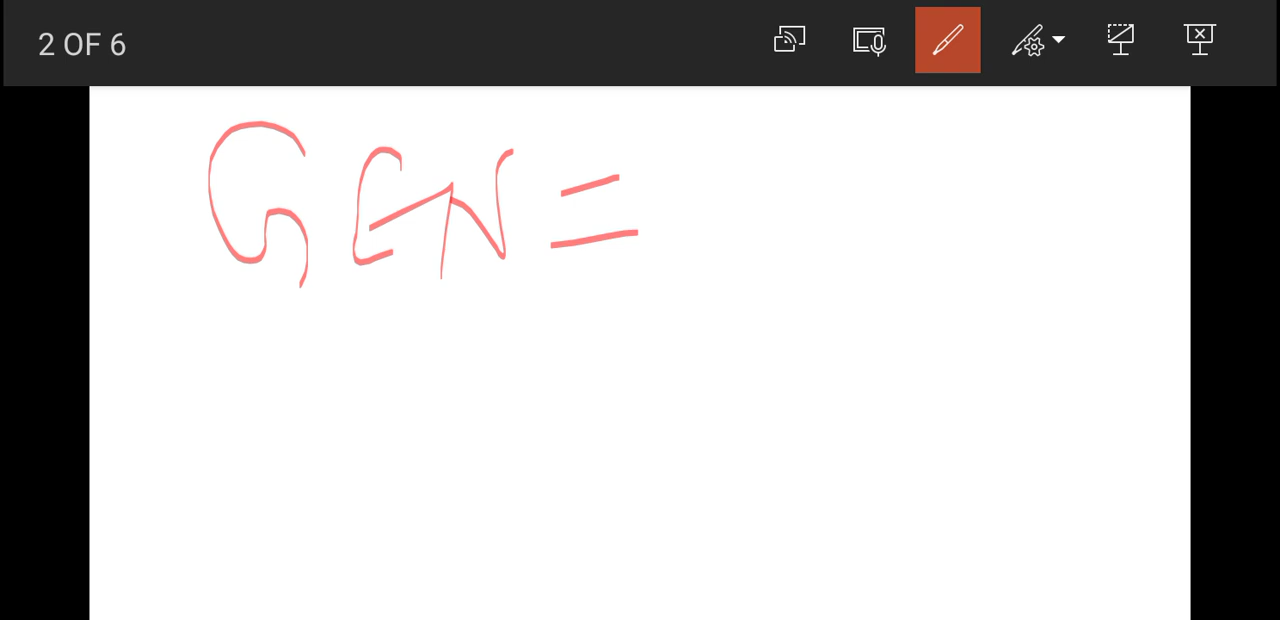 2 OF 6
GEN =